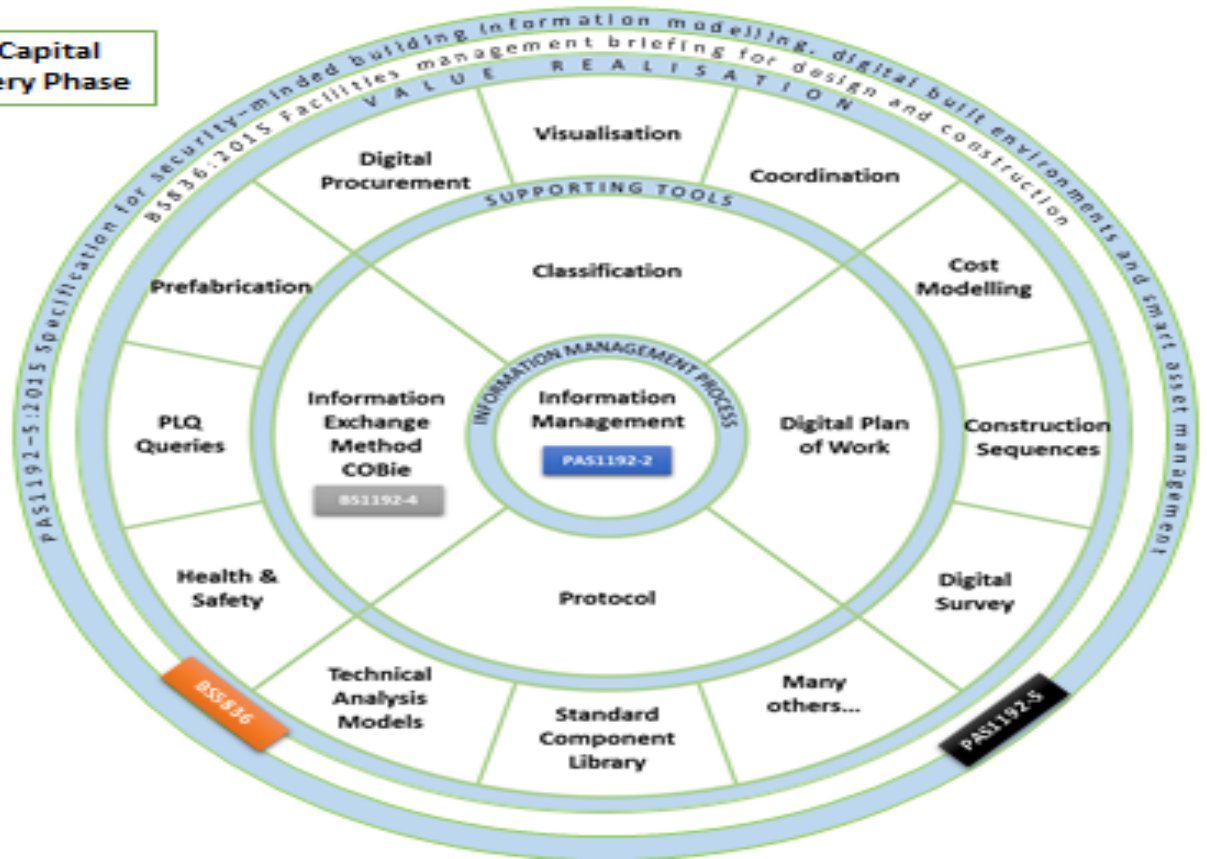 Capital
ery Phase
PAS1192-5:2015 Specification for security-minded building information modelling, digital built environments and smart asset management
BS836:2015 Facilities management briefing for design and construction
VALUE REALISATION
Visualisation
Digital
Procurement
Coordination
SUPPORTING TOOLS
Classification
Prefabrication
Cost
Modelling
INFORMATION MANAGEMENT PROCESS
Information
Management
PAS1192-2
Information
Exchange
Method
COBie
BS1192-4
Digital Plan
of Work
PLQ
Queries
Construction
Sequences
Health &
Safety
Protocol
Digital
Survey
Technical
Analysis
Models
Standard
Component
Library
Many
others...
BS5836
PAS1192-5